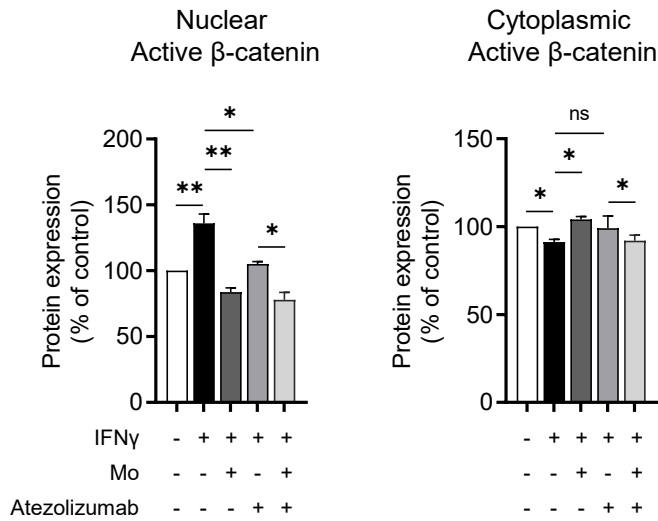 Nuclear
Active β-catenin
Protein expression
(% of control)
200
150
100
50
0
**
**
*
*
IFNγ - + + + +
Mo - - + - +
Atezolizumab - - - + +
Cytoplasmic
Active β-catenin
Protein expression
(% of control)
150
100
50
0
*
*
ns
*
- + + + +
- - + - +
- - - + +